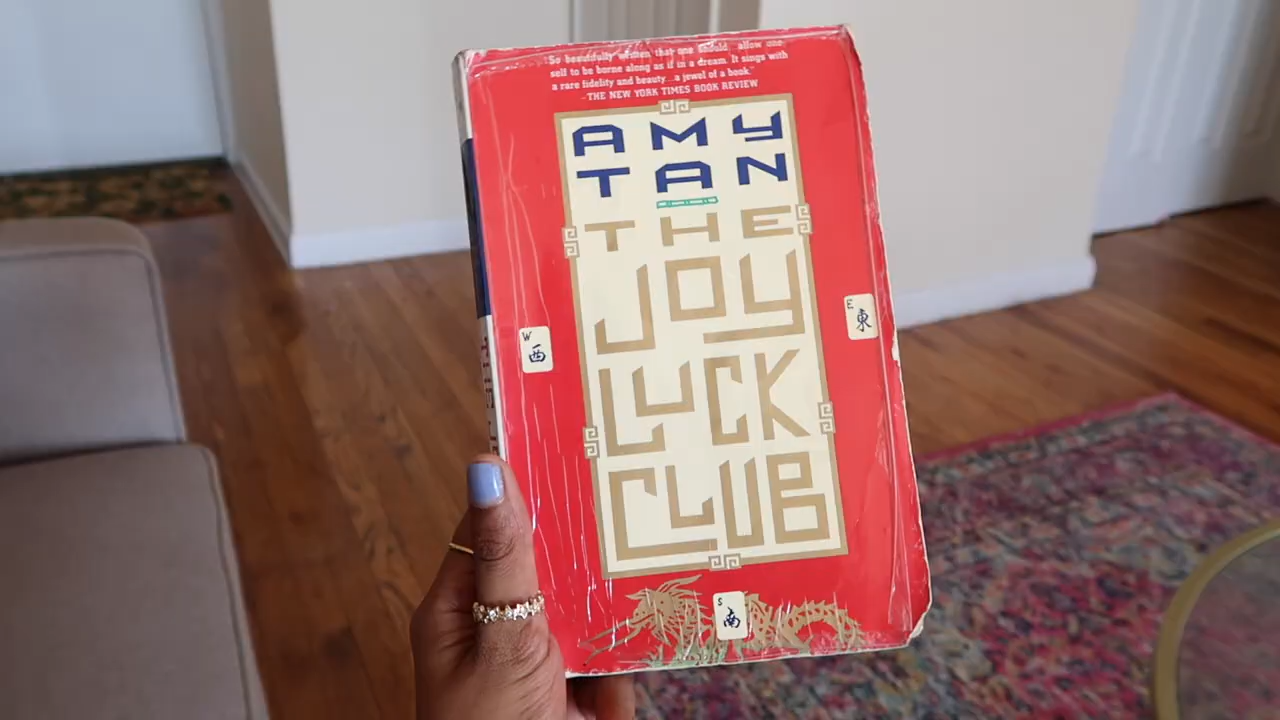 "So beautifully written that one should allow one
self to be borne along as if in a dream. It sings with
a rare fidelity and beauty...a jewel of a book."
–THE NEW YORK TIMES BOOK REVIEW
AMY
TAN
THE
JOY
LUCK
CLUB
W
西
E
東
S
南